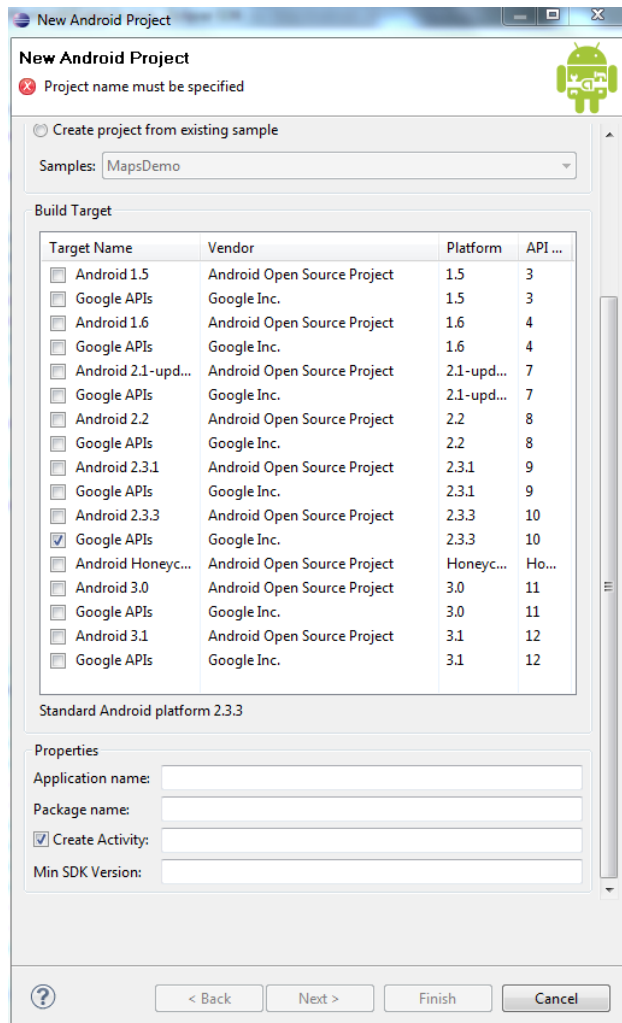 New Android Project
New Android Project
Project name must be specified
Create project from existing sample
Samples: MapsDemo
Build Target
Target Name Vendor Platform API ...
Android 1.5 Android Open Source Project 1.5 3
Google APIs Google Inc. 1.5 3
Android 1.6 Android Open Source Project 1.6 4
Google APIs Google Inc. 1.6 4
Android 2.1-upd... Android Open Source Project 2.1-upd... 7
Google APIs Google Inc. 2.1-upd... 7
Android 2.2 Android Open Source Project 2.2 8
Google APIs Google Inc. 2.2 8
Android 2.3.1 Android Open Source Project 2.3.1 9
Google APIs Google Inc. 2.3.1 9
Android 2.3.3 Android Open Source Project 2.3.3 10
Google APIs Google Inc. 2.3.3 10
Android Honeyc... Android Open Source Project Honeyc... Ho...
Android 3.0 Android Open Source Project 3.0 11
Google APIs Google Inc. 3.0 11
Android 3.1 Android Open Source Project 3.1 12
Google APIs Google Inc. 3.1 12
Standard Android platform 2.3.3
Properties
Application name:
Package name:
Create Activity:
Min SDK Version:
? < Back Next > Finish Cancel